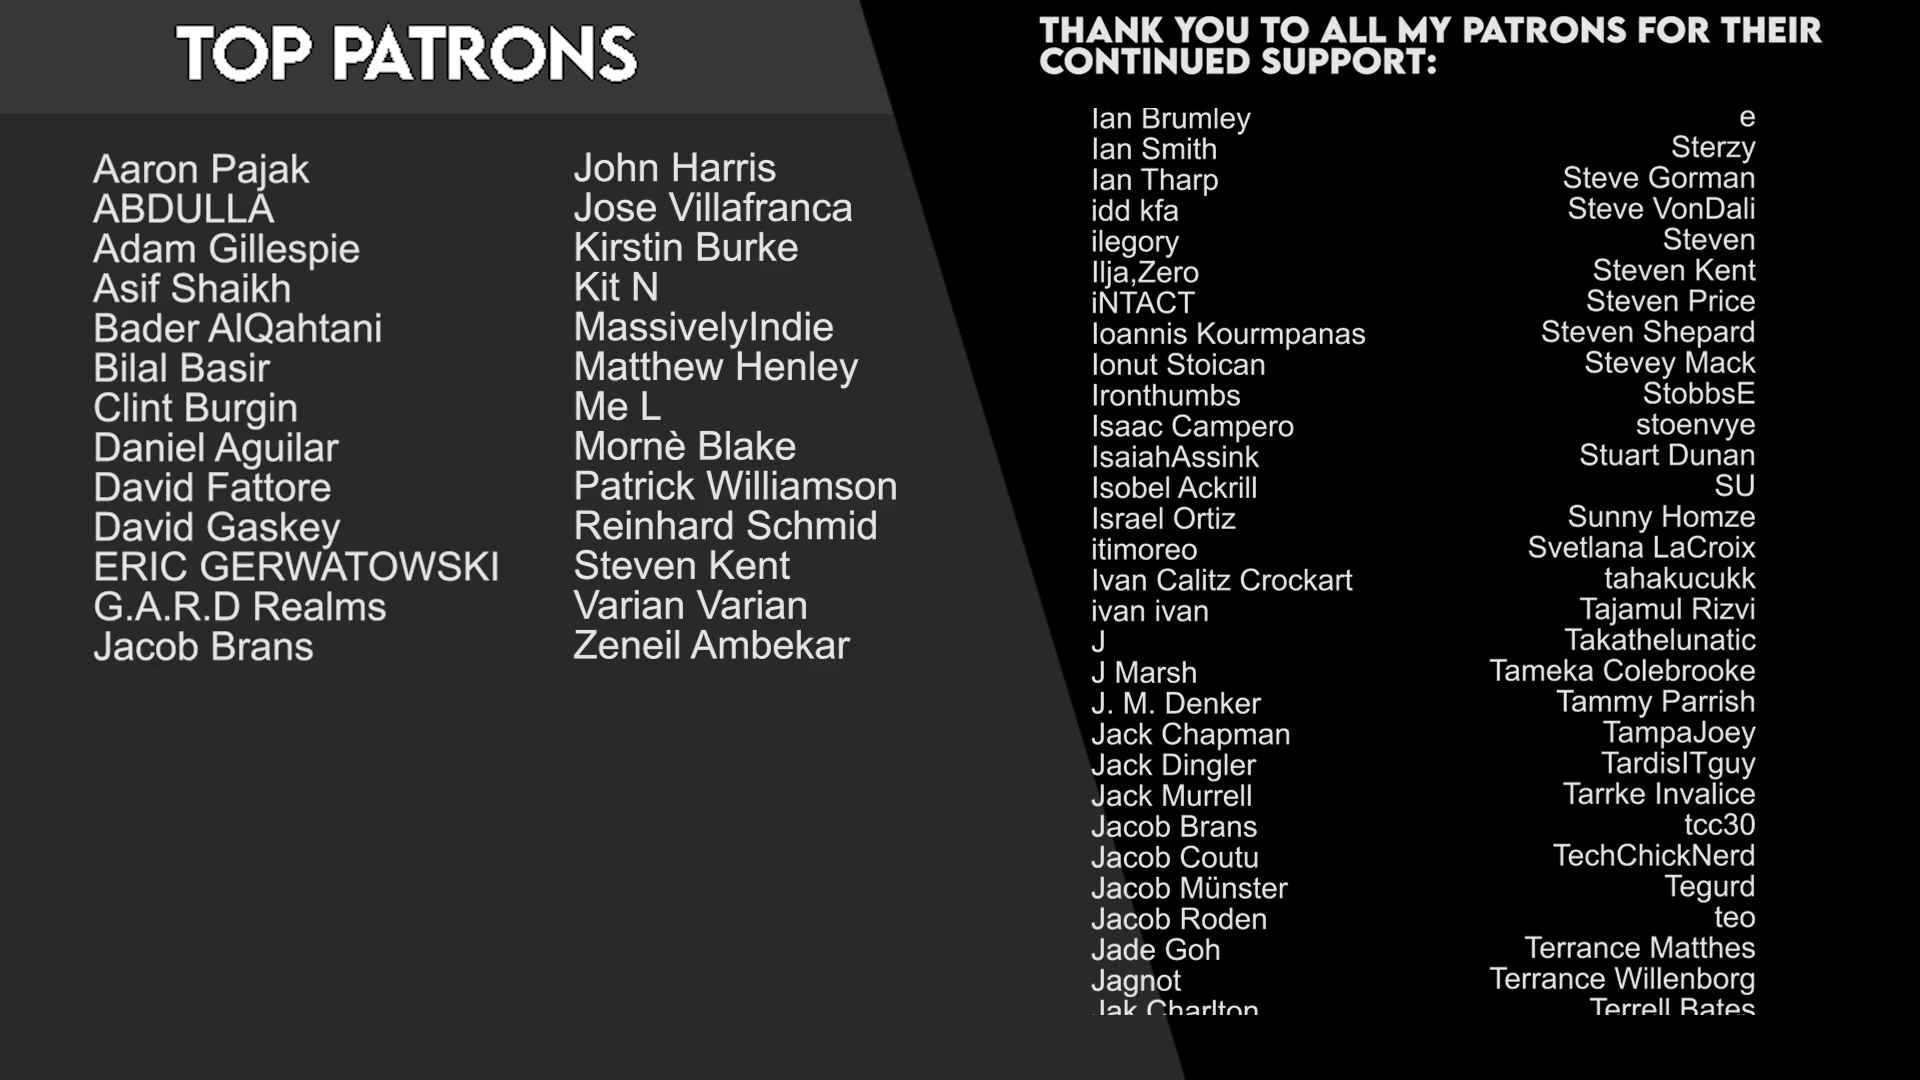 TOP PATRONS
Aaron Pajak
ABDULLA
Adam Gillespie
Asif Shaikh
Bader AlQahtani
Bilal Basir
Clint Burgin
Daniel Aguilar
David Fattore
David Gaskey
ERIC GERWATOWSKI
G.A.R.D Realms
Jacob Brans
John Harris
Jose Villafranca
Kirstin Burke
Kit N
MassivelyIndie
Matthew Henley
Me L
Mornè Blake
Patrick Williamson
Reinhard Schmid
Steven Kent
Varian Varian
Zeneil Ambekar
THANK YOU TO ALL MY PATRONS FOR THEIR
CONTINUED SUPPORT:
Ian Brumley
Ian Smith
Ian Tharp
idd kfa
ilegory
Ilja,Zero
iNTACT
Ioannis Kourmpanas
Ionut Stoican
Ironthumbs
Isaac Campero
IsaiahAssink
Isobel Ackrill
Israel Ortiz
itimoreo
Ivan Calitz Crockart
ivan ivan
J
J Marsh
J. M. Denker
Jack Chapman
Jack Dingler
Jack Murrell
Jacob Brans
Jacob Coutu
Jacob Münster
Jacob Roden
Jade Goh
Jagnot
Jak Charlton
e
Sterzy
Steve Gorman
Steve VonDali
Steven
Steven Kent
Steven Price
Steven Shepard
Stevey Mack
StobbsE
stoenvye
Stuart Dunan
SU
Sunny Homze
Svetlana LaCroix
tahakucukk
Tajamul Rizvi
Takathelunatic
Tameka Colebrooke
Tammy Parrish
TampaJoey
TardisITguy
Tarrke Invalice
tcc30
TechChickNerd
Tegurd
teo
Terrance Matthes
Terrance Willenborg
Terrell Bates